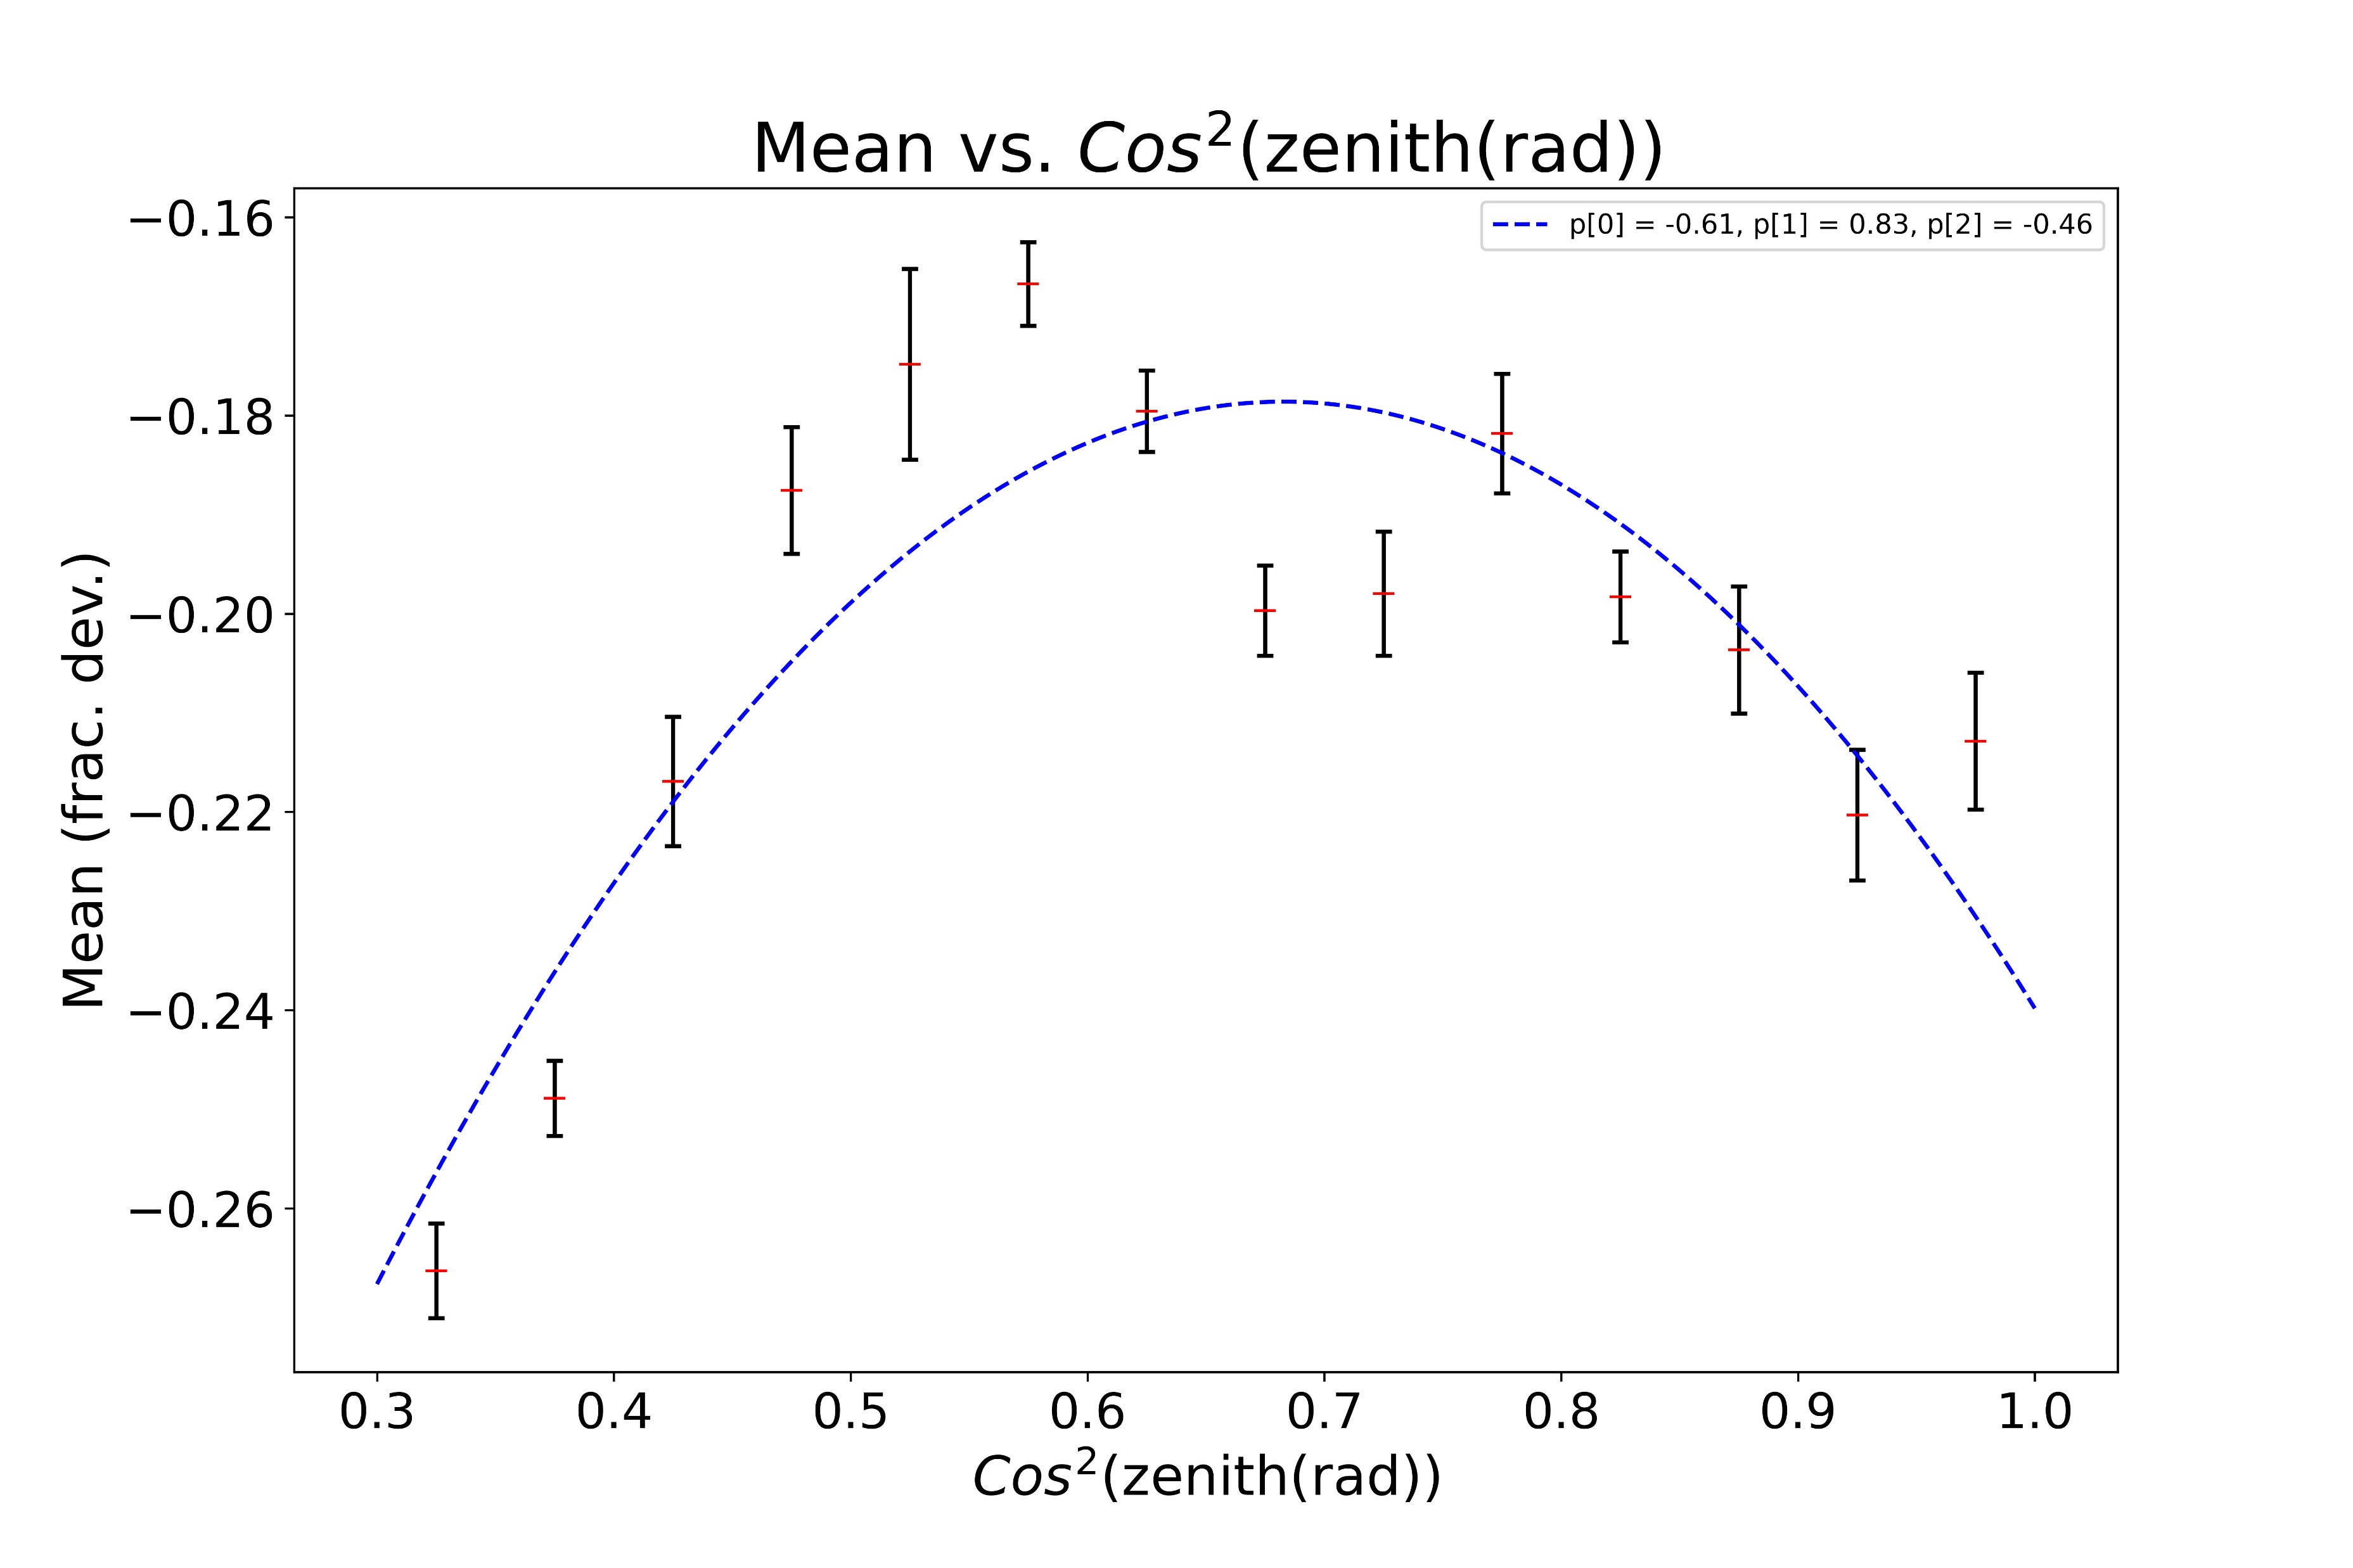 Mean vs. Cos²(zenith(rad))
p[0] = -0.61, p[1] = 0.83, p[2] = -0.46
Mean (frac. dev.)
−0.16
−0.18
−0.20
−0.22
−0.24
−0.26
0.3 0.4 0.5 0.6 0.7 0.8 0.9 1.0
Cos²(zenith(rad))